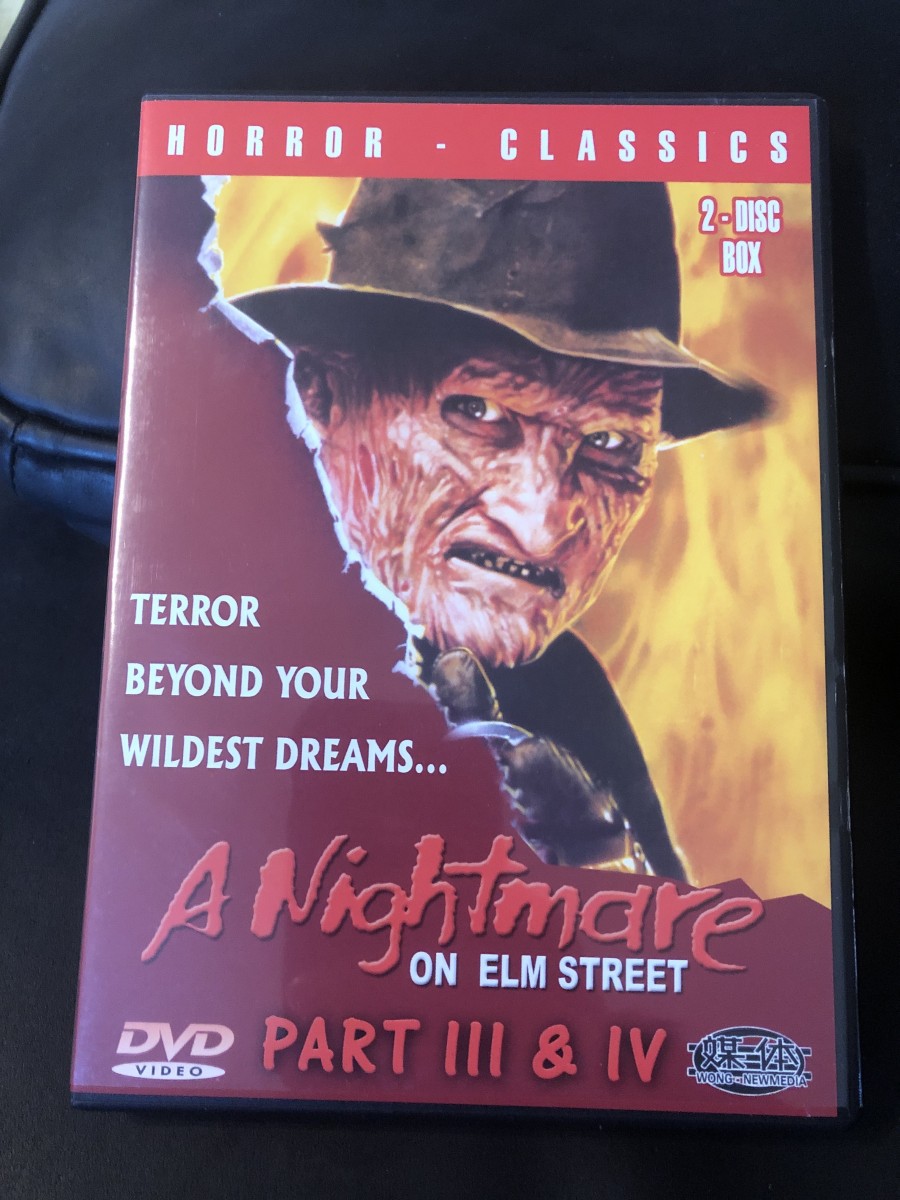 HORROR - CLASSICS
2 - DISC
BOX
TERROR
BEYOND YOUR
WILDEST DREAMS...
A Nightmare
ON ELM STREET
PART III & IV
DVD
VIDEO
媒体
WONG - NEWMEDIA